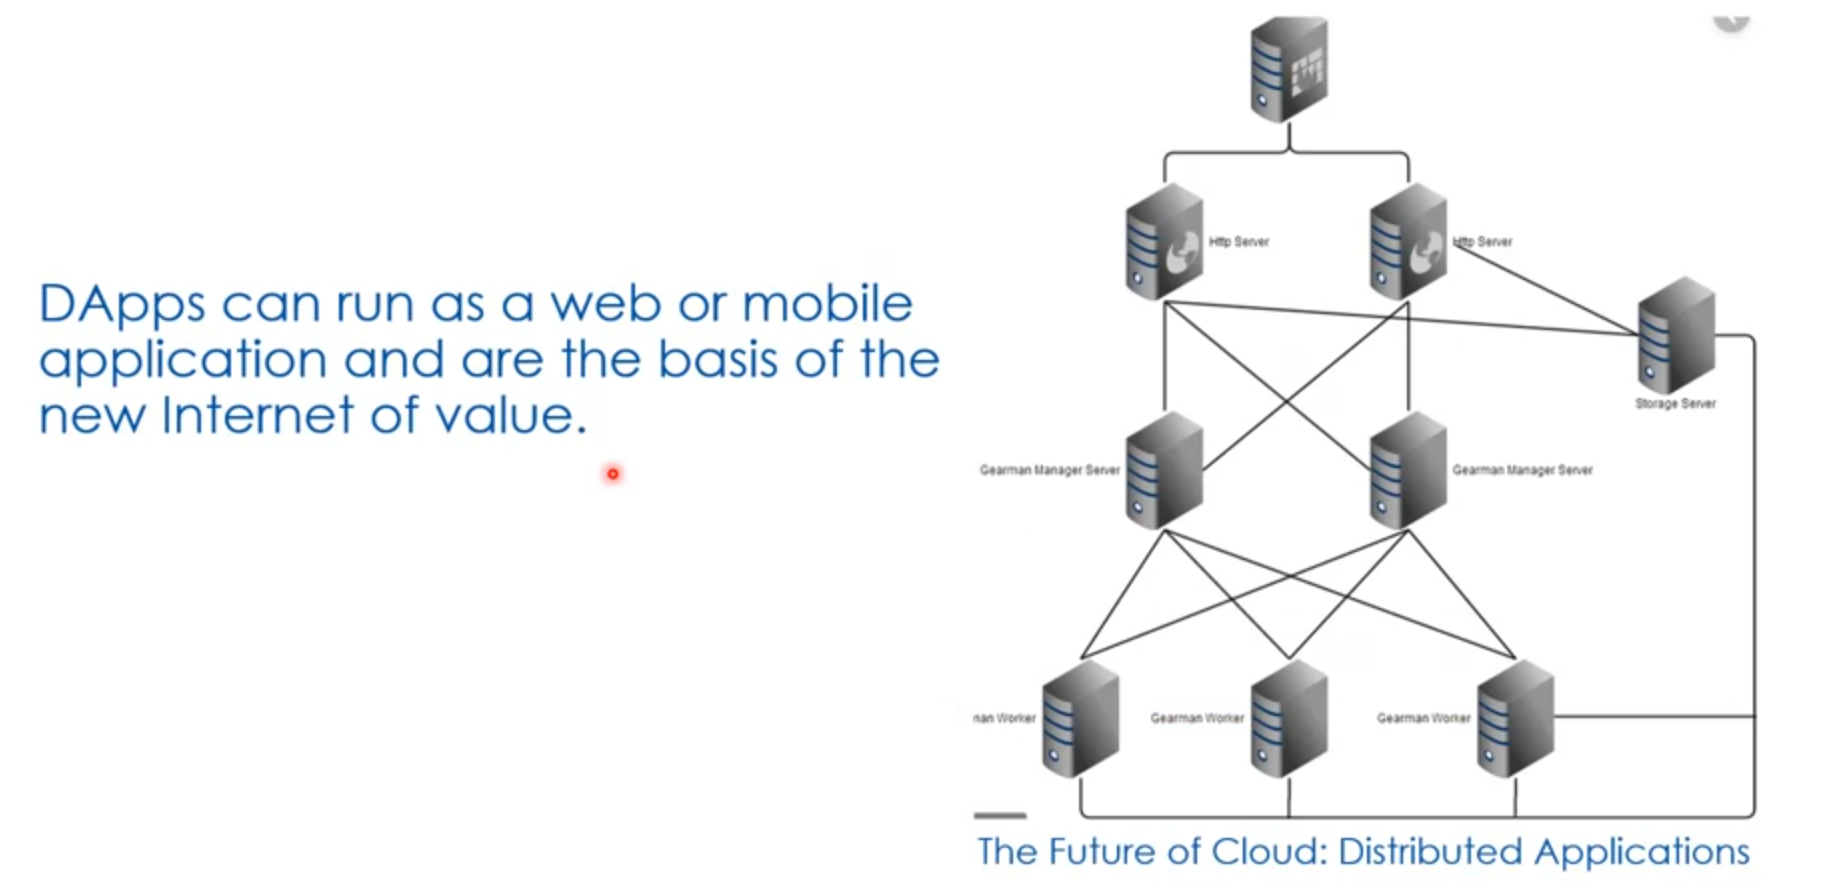 DApps can run as a web or mobile
application and are the basis of the
new Internet of value.
Http Server
Http Server
Storage Server
Gearman Manager Server
Gearman Manager Server
man Worker
Gearman Worker
Gearman Worker
The Future of Cloud: Distributed Applications